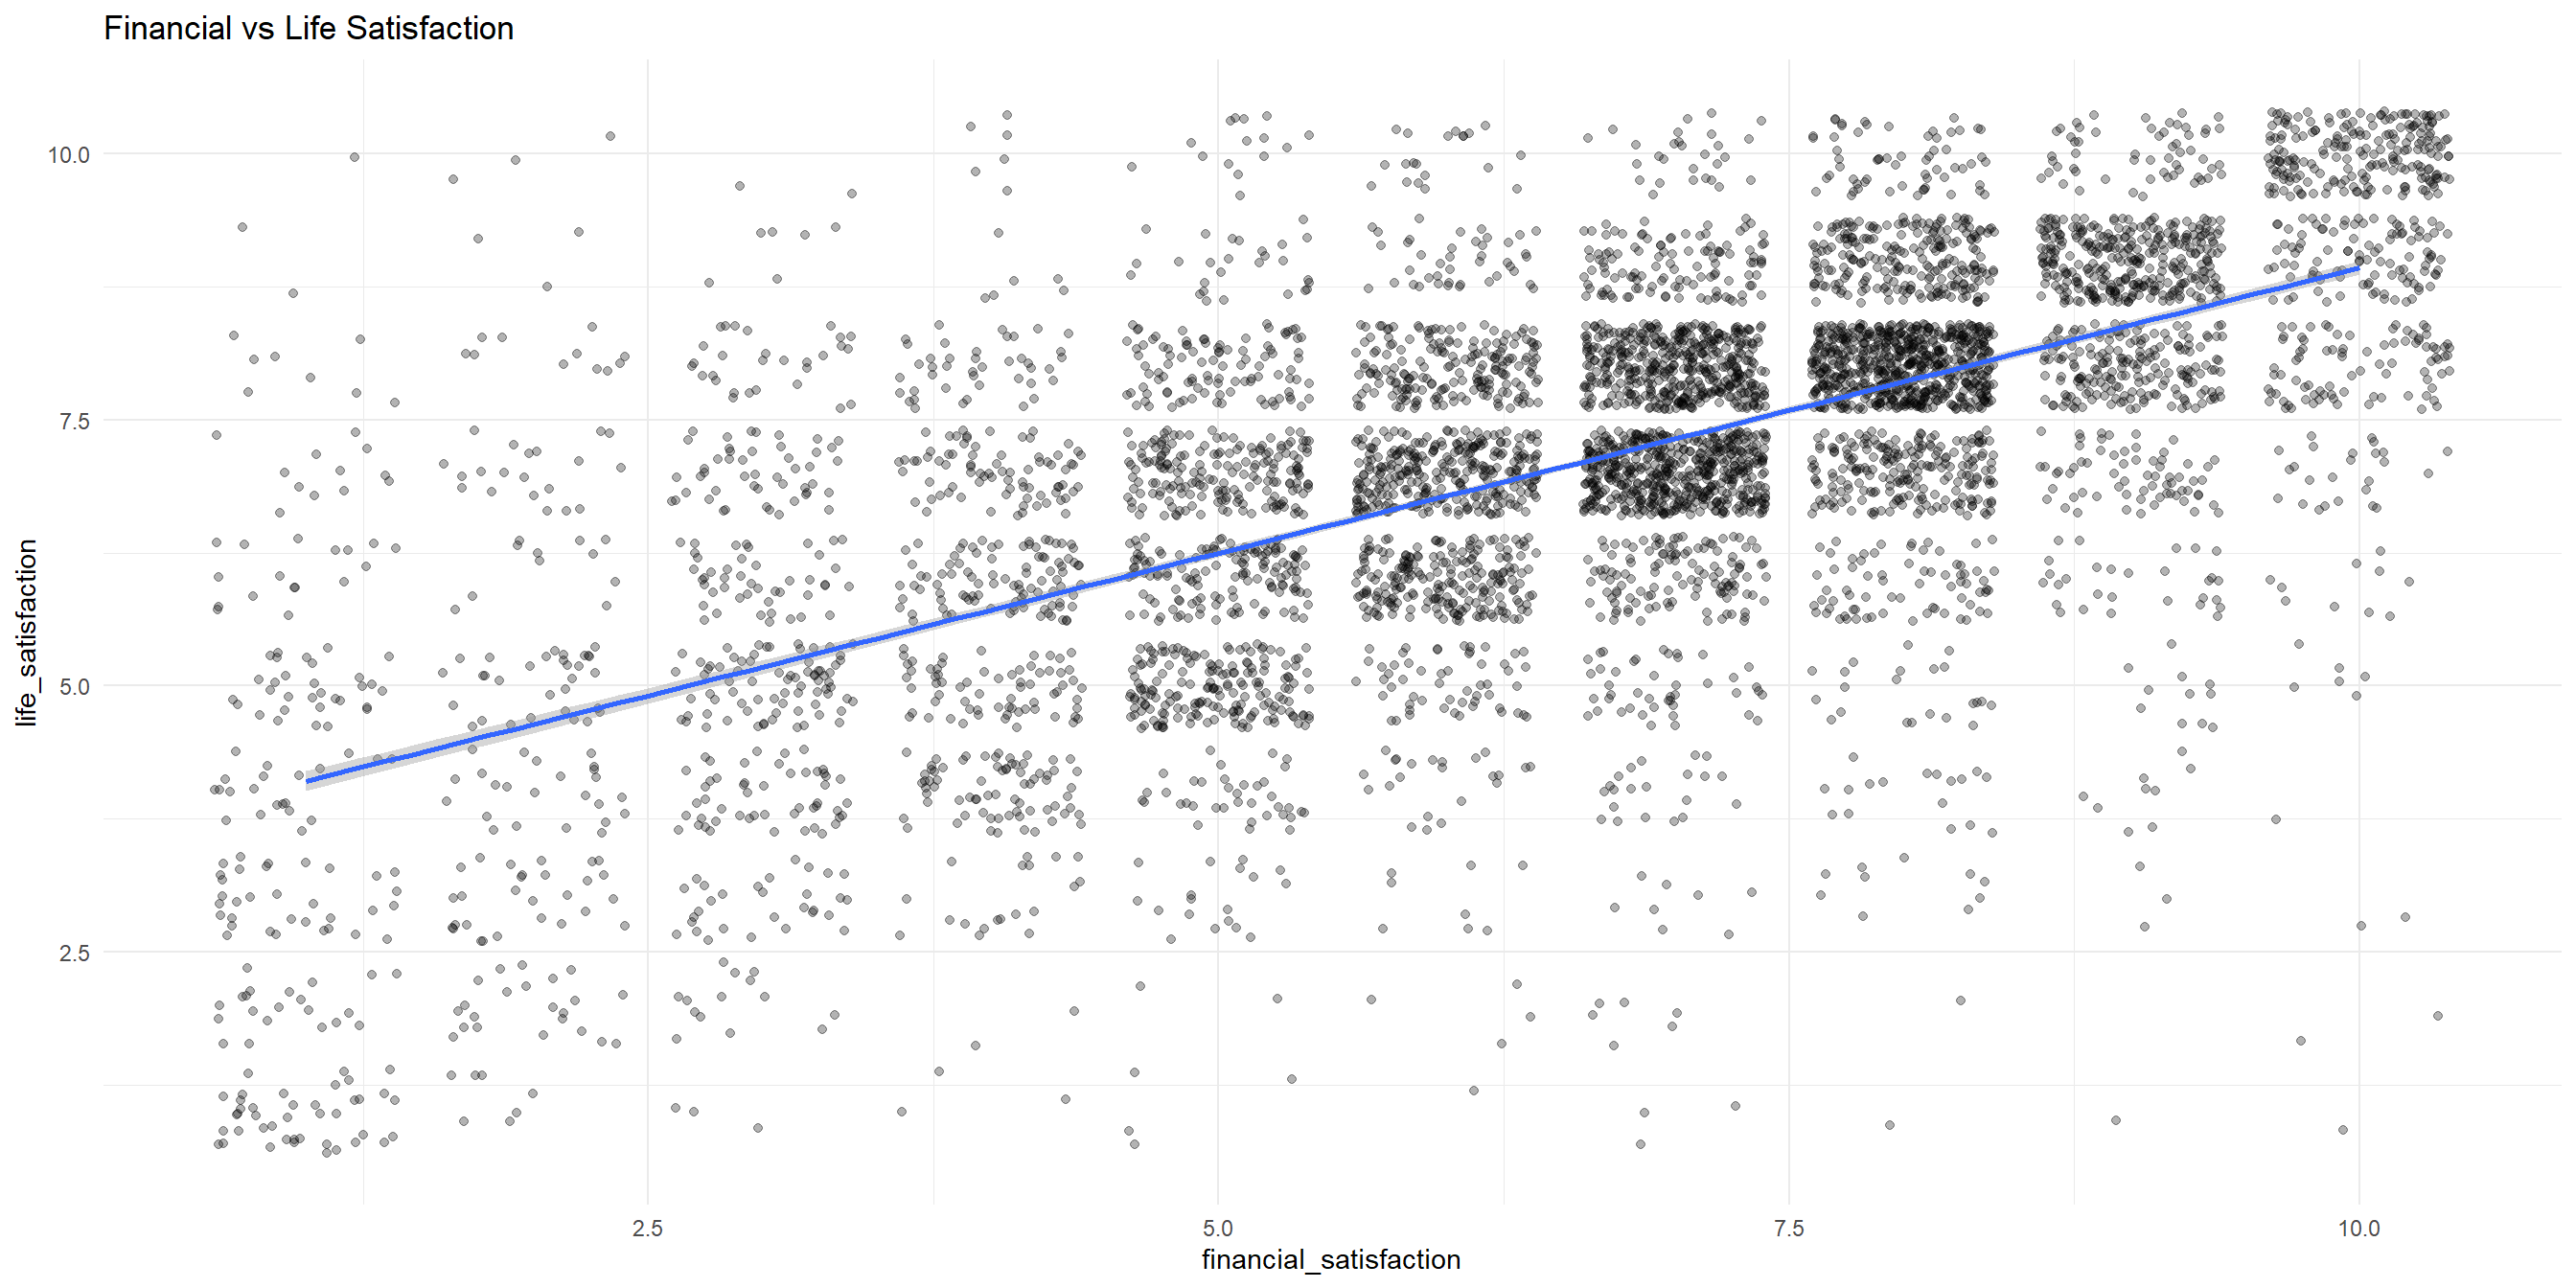 Financial vs Life Satisfaction
10.0
7.5
5.0
2.5
life_satisfaction
2.5 5.0 7.5 10.0
financial_satisfaction